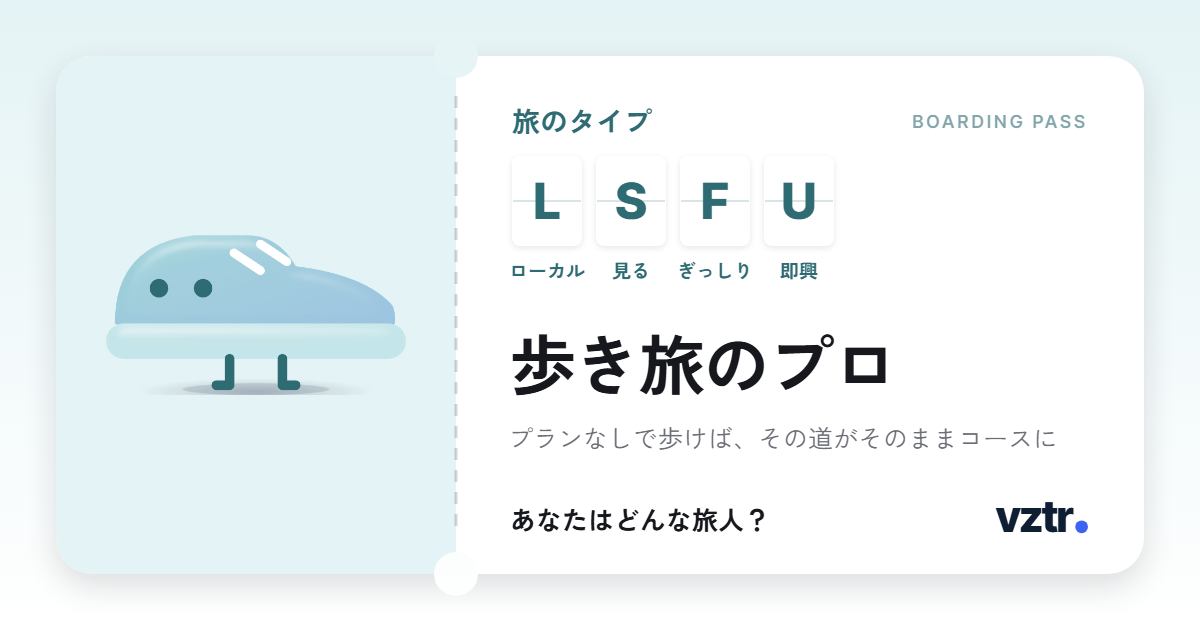 旅のタイプ
BOARDING PASS
L S F U
ローカル 見る ぎっしり 即興
歩き旅のプロ
プランなしで歩けば、その道がそのままコースに
あなたはどんな旅人？
vztr.